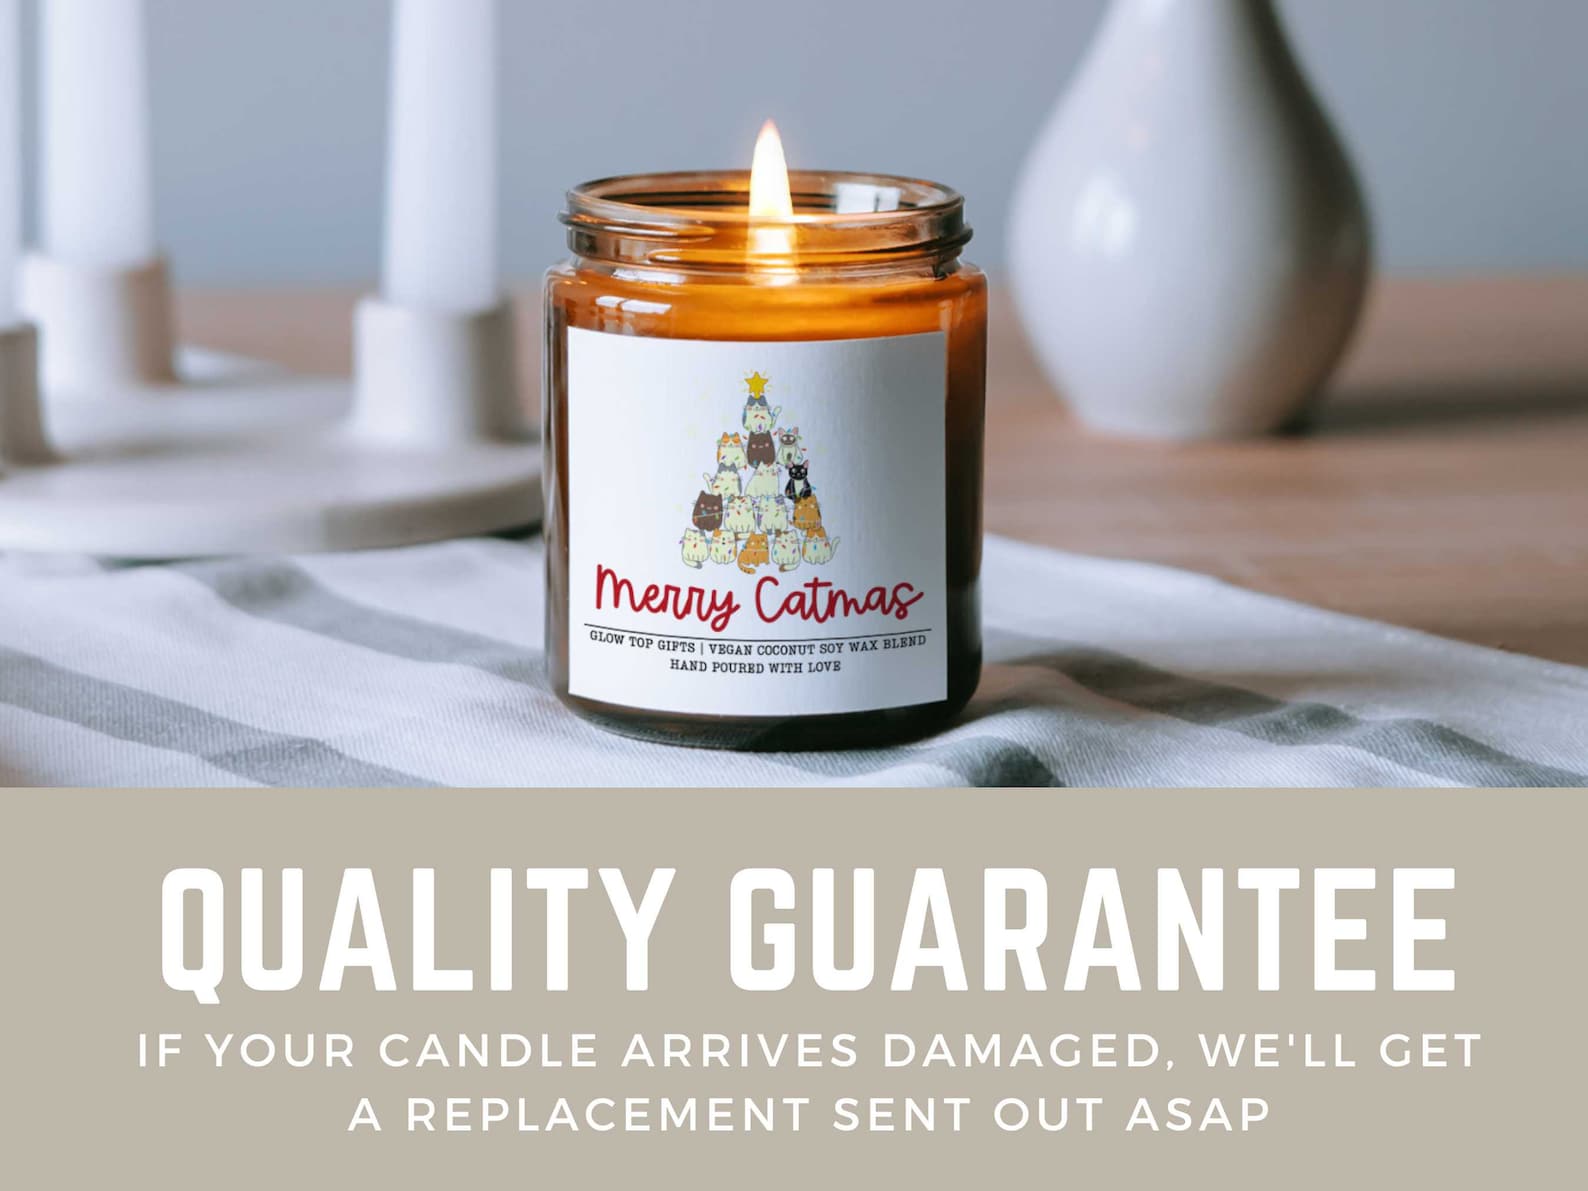 Merry Catmas
GLOW TOP GIFTS | VEGAN COCONUT SOY WAX BLEND
HAND POURED WITH LOVE
QUALITY GUARANTEE
IF YOUR CANDLE ARRIVES DAMAGED, WE'LL GET
A REPLACEMENT SENT OUT ASAP